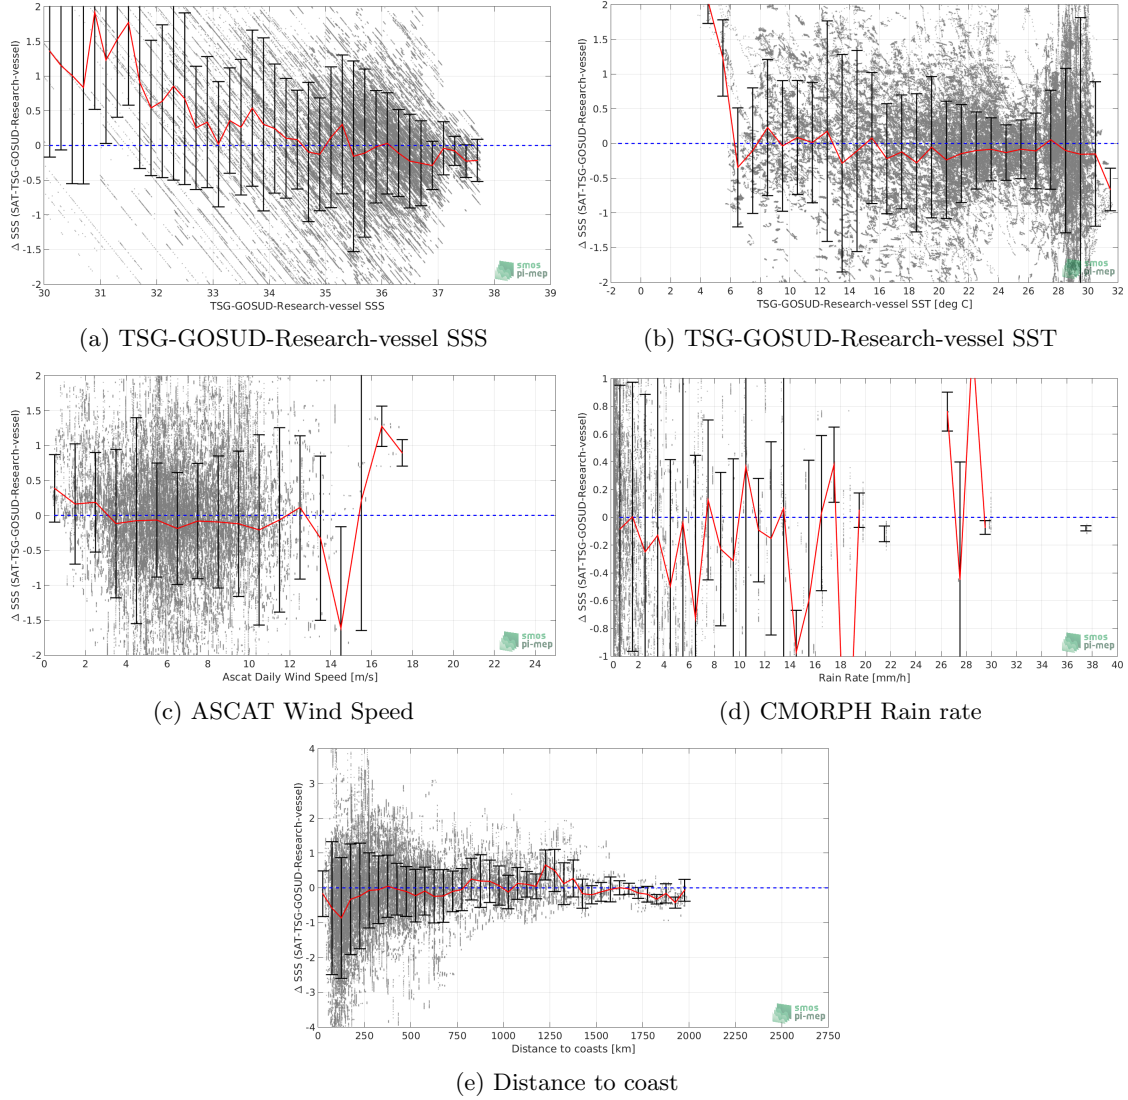 2
1.5
1
0.5
0
-0.5
-1
-1.5
-2
Δ SSS (SAT-TSG-GOSUD-Research-vessel)
30 31 32 33 34 35 36 37 38 39
TSG-GOSUD-Research-vessel SSS
smos
pi-mep
(a) TSG-GOSUD-Research-vessel SSS
2
1.5
1
0.5
0
-0.5
-1
-1.5
-2
Δ SSS (SAT-TSG-GOSUD-Research-vessel)
-2 0 2 4 6 8 10 12 14 16 18 20 22 24 26 28 30 32
TSG-GOSUD-Research-vessel SST [deg C]
smos
pi-mep
(b) TSG-GOSUD-Research-vessel SST
2
1.5
1
0.5
0
-0.5
-1
-1.5
-2
Δ SSS (SAT-TSG-GOSUD-Research-vessel)
0 2 4 6 8 10 12 14 16 18 20 22 24
Ascat Daily Wind Speed [m/s]
smos
pi-mep
(c) ASCAT Wind Speed
1
0.8
0.6
0.4
0.2
0
-0.2
-0.4
-0.6
-0.8
-1
Δ SSS (SAT-TSG-GOSUD-Research-vessel)
0 2 4 6 8 10 12 14 16 18 20 22 24 26 28 30 32 34 36 38 40
Rain Rate [mm/h]
smos
pi-mep
(d) CMORPH Rain rate
4
3
2
1
0
-1
-2
-3
-4
Δ SSS (SAT-TSG-GOSUD-Research-vessel)
0 250 500 750 1000 1250 1500 1750 2000 2250 2500 2750
Distance to coasts [km]
smos
pi-mep
(e) Distance to coast